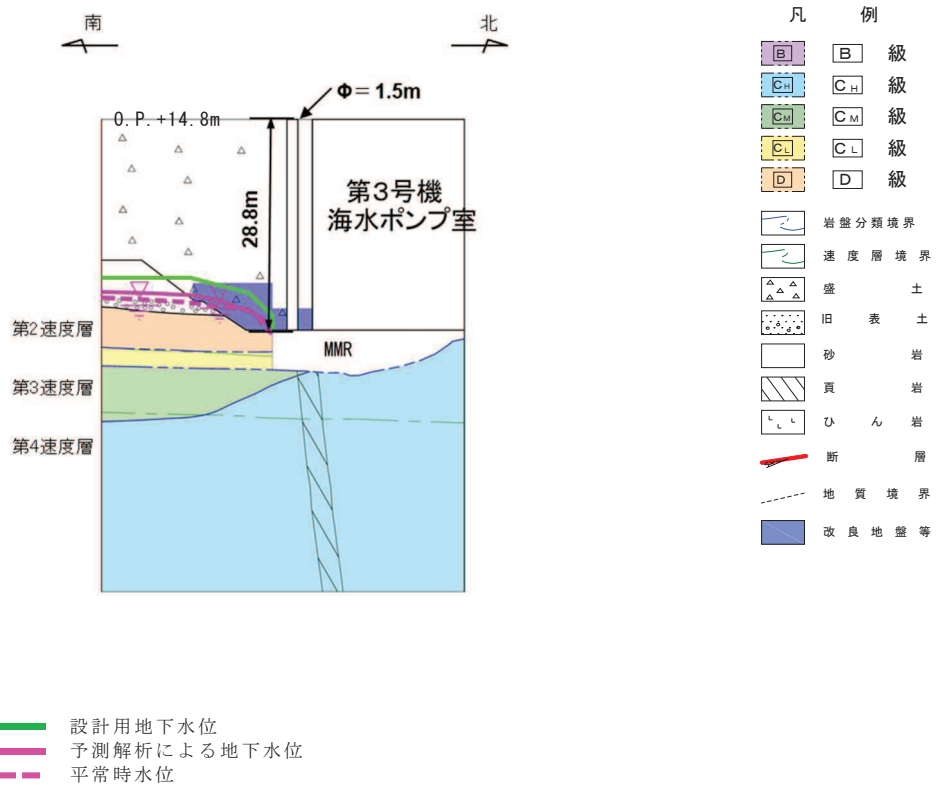 南
北
Φ= 1.5m
O.P.+14.8m
28.8m
第3号機
海水ポンプ室
第2速度層
MMR
第3速度層
第4速度層
凡 例
B B 級
CH CH 級
CM CM 級
CL CL 級
D D 級
岩盤分類境界
速度層境界
盛土
旧表土
砂岩
頁岩
ひん岩
断層
地質境界
改良地盤等
設計用地下水位
予測解析による地下水位
平常時水位